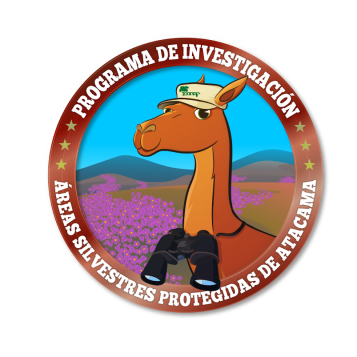 PROGRAMA DE INVESTIGACIÓN
ÁREAS SILVESTRES PROTEGIDAS DE ATACAMA